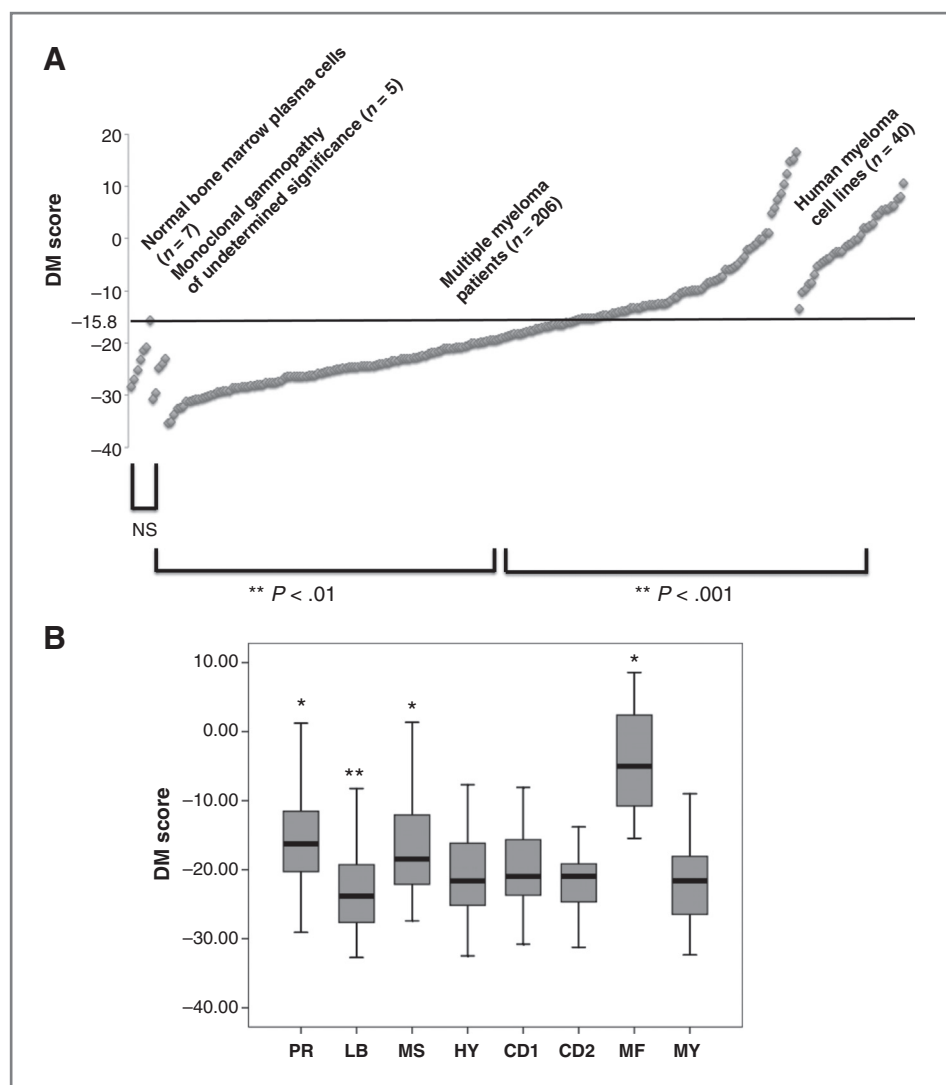 A
Normal bone marrow plasma cells
(n = 7)
Monoclonal gammopathy
of undetermined significance (n = 5)
Multiple myeloma
patients (n = 206)
Human myeloma
cell lines (n = 40)
DM score
20
10
0
−10
−15.8
−20
−30
−40
NS
** P < .01
** P < .001
B
DM score
10.00
0.00
−10.00
−20.00
−30.00
−40.00
*
**
*
*
PR LB MS HY CD1 CD2 MF MY